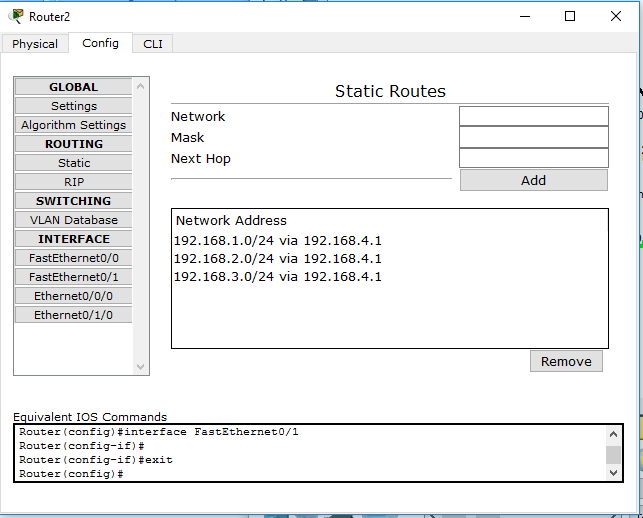 Router2
Physical Config CLI
GLOBAL
Settings
Algorithm Settings
ROUTING
Static
RIP
SWITCHING
VLAN Database
INTERFACE
FastEthernet0/0
FastEthernet0/1
Ethernet0/0/0
Ethernet0/1/0
Static Routes
Network
Mask
Next Hop
Add
Network Address
192.168.1.0/24 via 192.168.4.1
192.168.2.0/24 via 192.168.4.1
192.168.3.0/24 via 192.168.4.1
Remove
Equivalent IOS Commands
Router(config)#interface FastEthernet0/1
Router(config-if)#
Router(config-if)#exit
Router(config)#